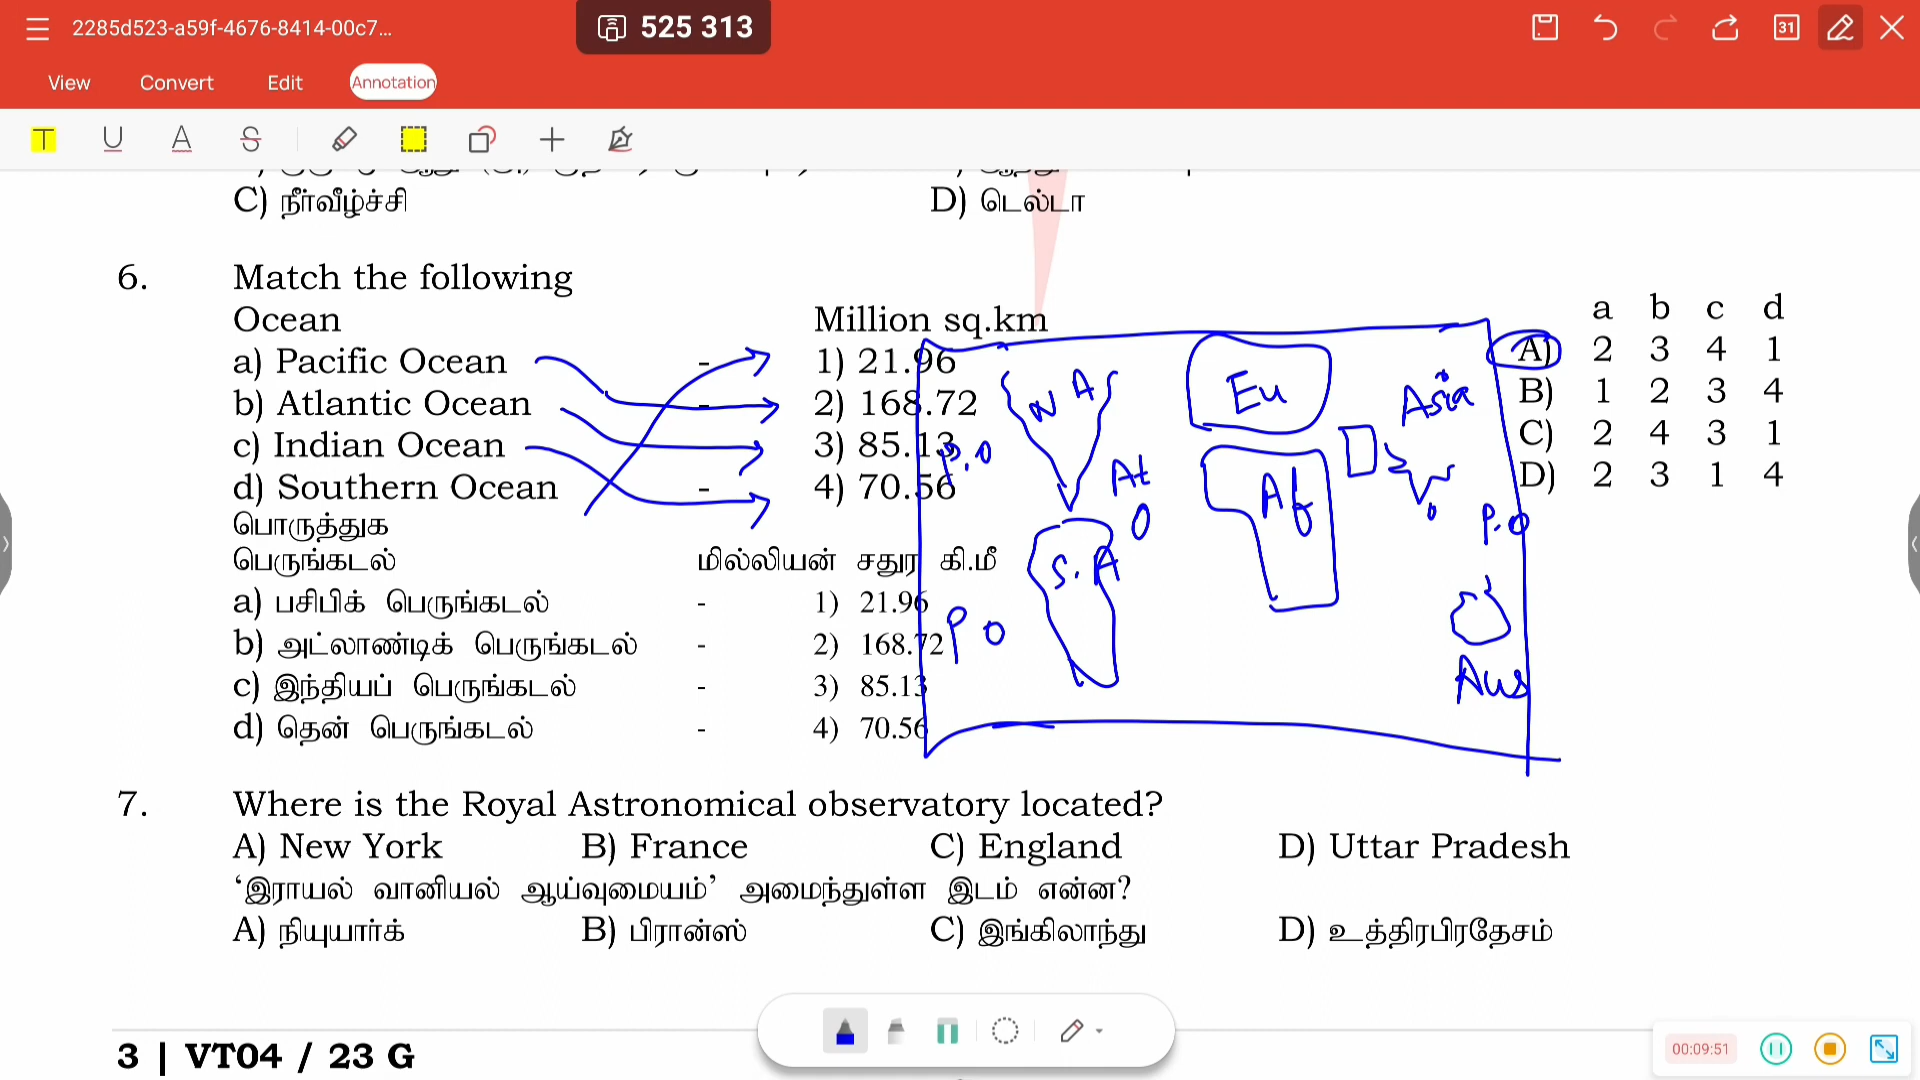 2285d523-a59f-4676-8414-00c7...
525 313
31
View Convert Edit Annotation
T U A S
C) நீர்வீழ்ச்சி D) டெல்டா
6. Match the following
Ocean Million sq.km a b c d
a) Pacific Ocean - 1) 21.96 A) 2 3 4 1
b) Atlantic Ocean - 2) 168.72 B) 1 2 3 4
c) Indian Ocean 3) 85.13 C) 2 4 3 1
d) Southern Ocean - 4) 70.56 D) 2 3 1 4
N A Eu Asia
P.O At O Af P.O
S.A
P O Aus
பொருத்துக
பெருங்கடல் மில்லியன் சதுர கி.மீ
a) பசிபிக் பெருங்கடல் - 1) 21.96
b) அட்லாண்டிக் பெருங்கடல் - 2) 168.72
c) இந்தியப் பெருங்கடல் - 3) 85.13
d) தென் பெருங்கடல் - 4) 70.56
7. Where is the Royal Astronomical observatory located?
A) New York B) France C) England D) Uttar Pradesh
‘இராயல் வானியல் ஆய்வுமையம்’ அமைந்துள்ள இடம் என்ன?
A) நியுயார்க் B) பிரான்ஸ் C) இங்கிலாந்து D) உத்திரபிரதேசம்
3 | VT04 / 23 G
00:09:51